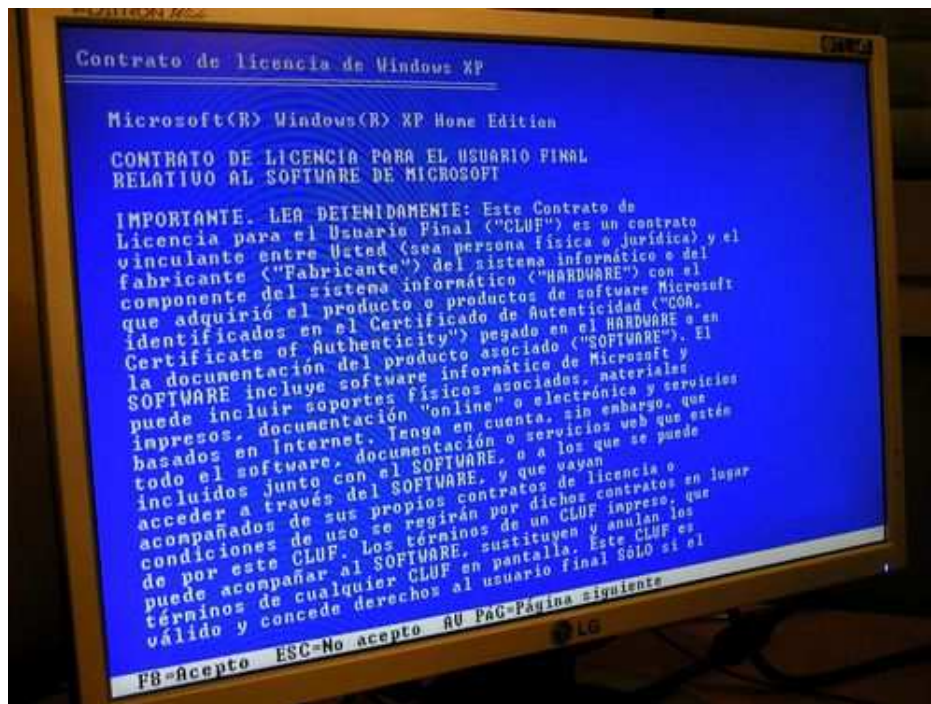 FLATRON
Contrato de licencia de Windows XP
Microsoft(R) Windows(R) XP Home Edition
CONTRATO DE LICENCIA PARA EL USUARIO FINAL
RELATIVO AL SOFTWARE DE MICROSOFT
IMPORTANTE. LEA DETENIDAMENTE: Este Contrato de
Licencia para el Usuario Final ("CLUF") es un contrato
vinculante entre Usted (sea persona física o jurídica) y el
fabricante ("Fabricante") del sistema informático o del
componente del sistema informático ("HARDWARE") con el
que adquirió el producto o productos de software Microsoft
identificados en el Certificado de Autenticidad ("COA,
Certificate of Authenticity") pegado en el HARDWARE o en
la documentación del producto asociado ("SOFTWARE"). El
SOFTWARE incluye software informático de Microsoft y
puede incluir soportes físicos asociados, materiales
impresos, documentación "online" o electrónica y servicios
basados en Internet. Tenga en cuenta, sin embargo, que
todo el software, documentación o servicios web que estén
incluidos junto con el SOFTWARE, o a los que se puede
acceder a través del SOFTWARE, y que vayan
acompañados de sus propios contratos de licencia o
condiciones de uso se regirán por dichos contratos en lugar
de por este CLUF. Los términos de un CLUF impreso, que
puede acompañar al SOFTWARE, sustituyen y anulan los
términos de cualquier CLUF en pantalla. Este CLUF es
válido y concede derechos al usuario final SóLO si el
F8=Acepto ESC=No acepto AV PÁG=Página siguiente
LG